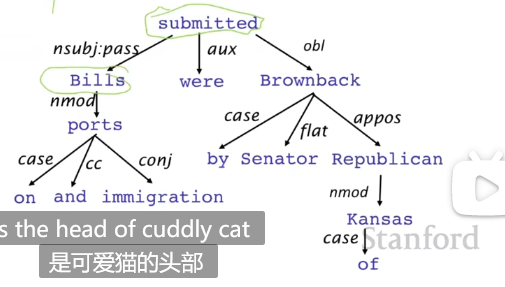 submitted
nsubj:pass aux obl
Bills were Brownback
nmod case flat appos
ports
case cc conj by Senator Republican
nmod
on and immigration
Kansas
s the head of cuddly cat case Stanford
是可爱猫的头部 of